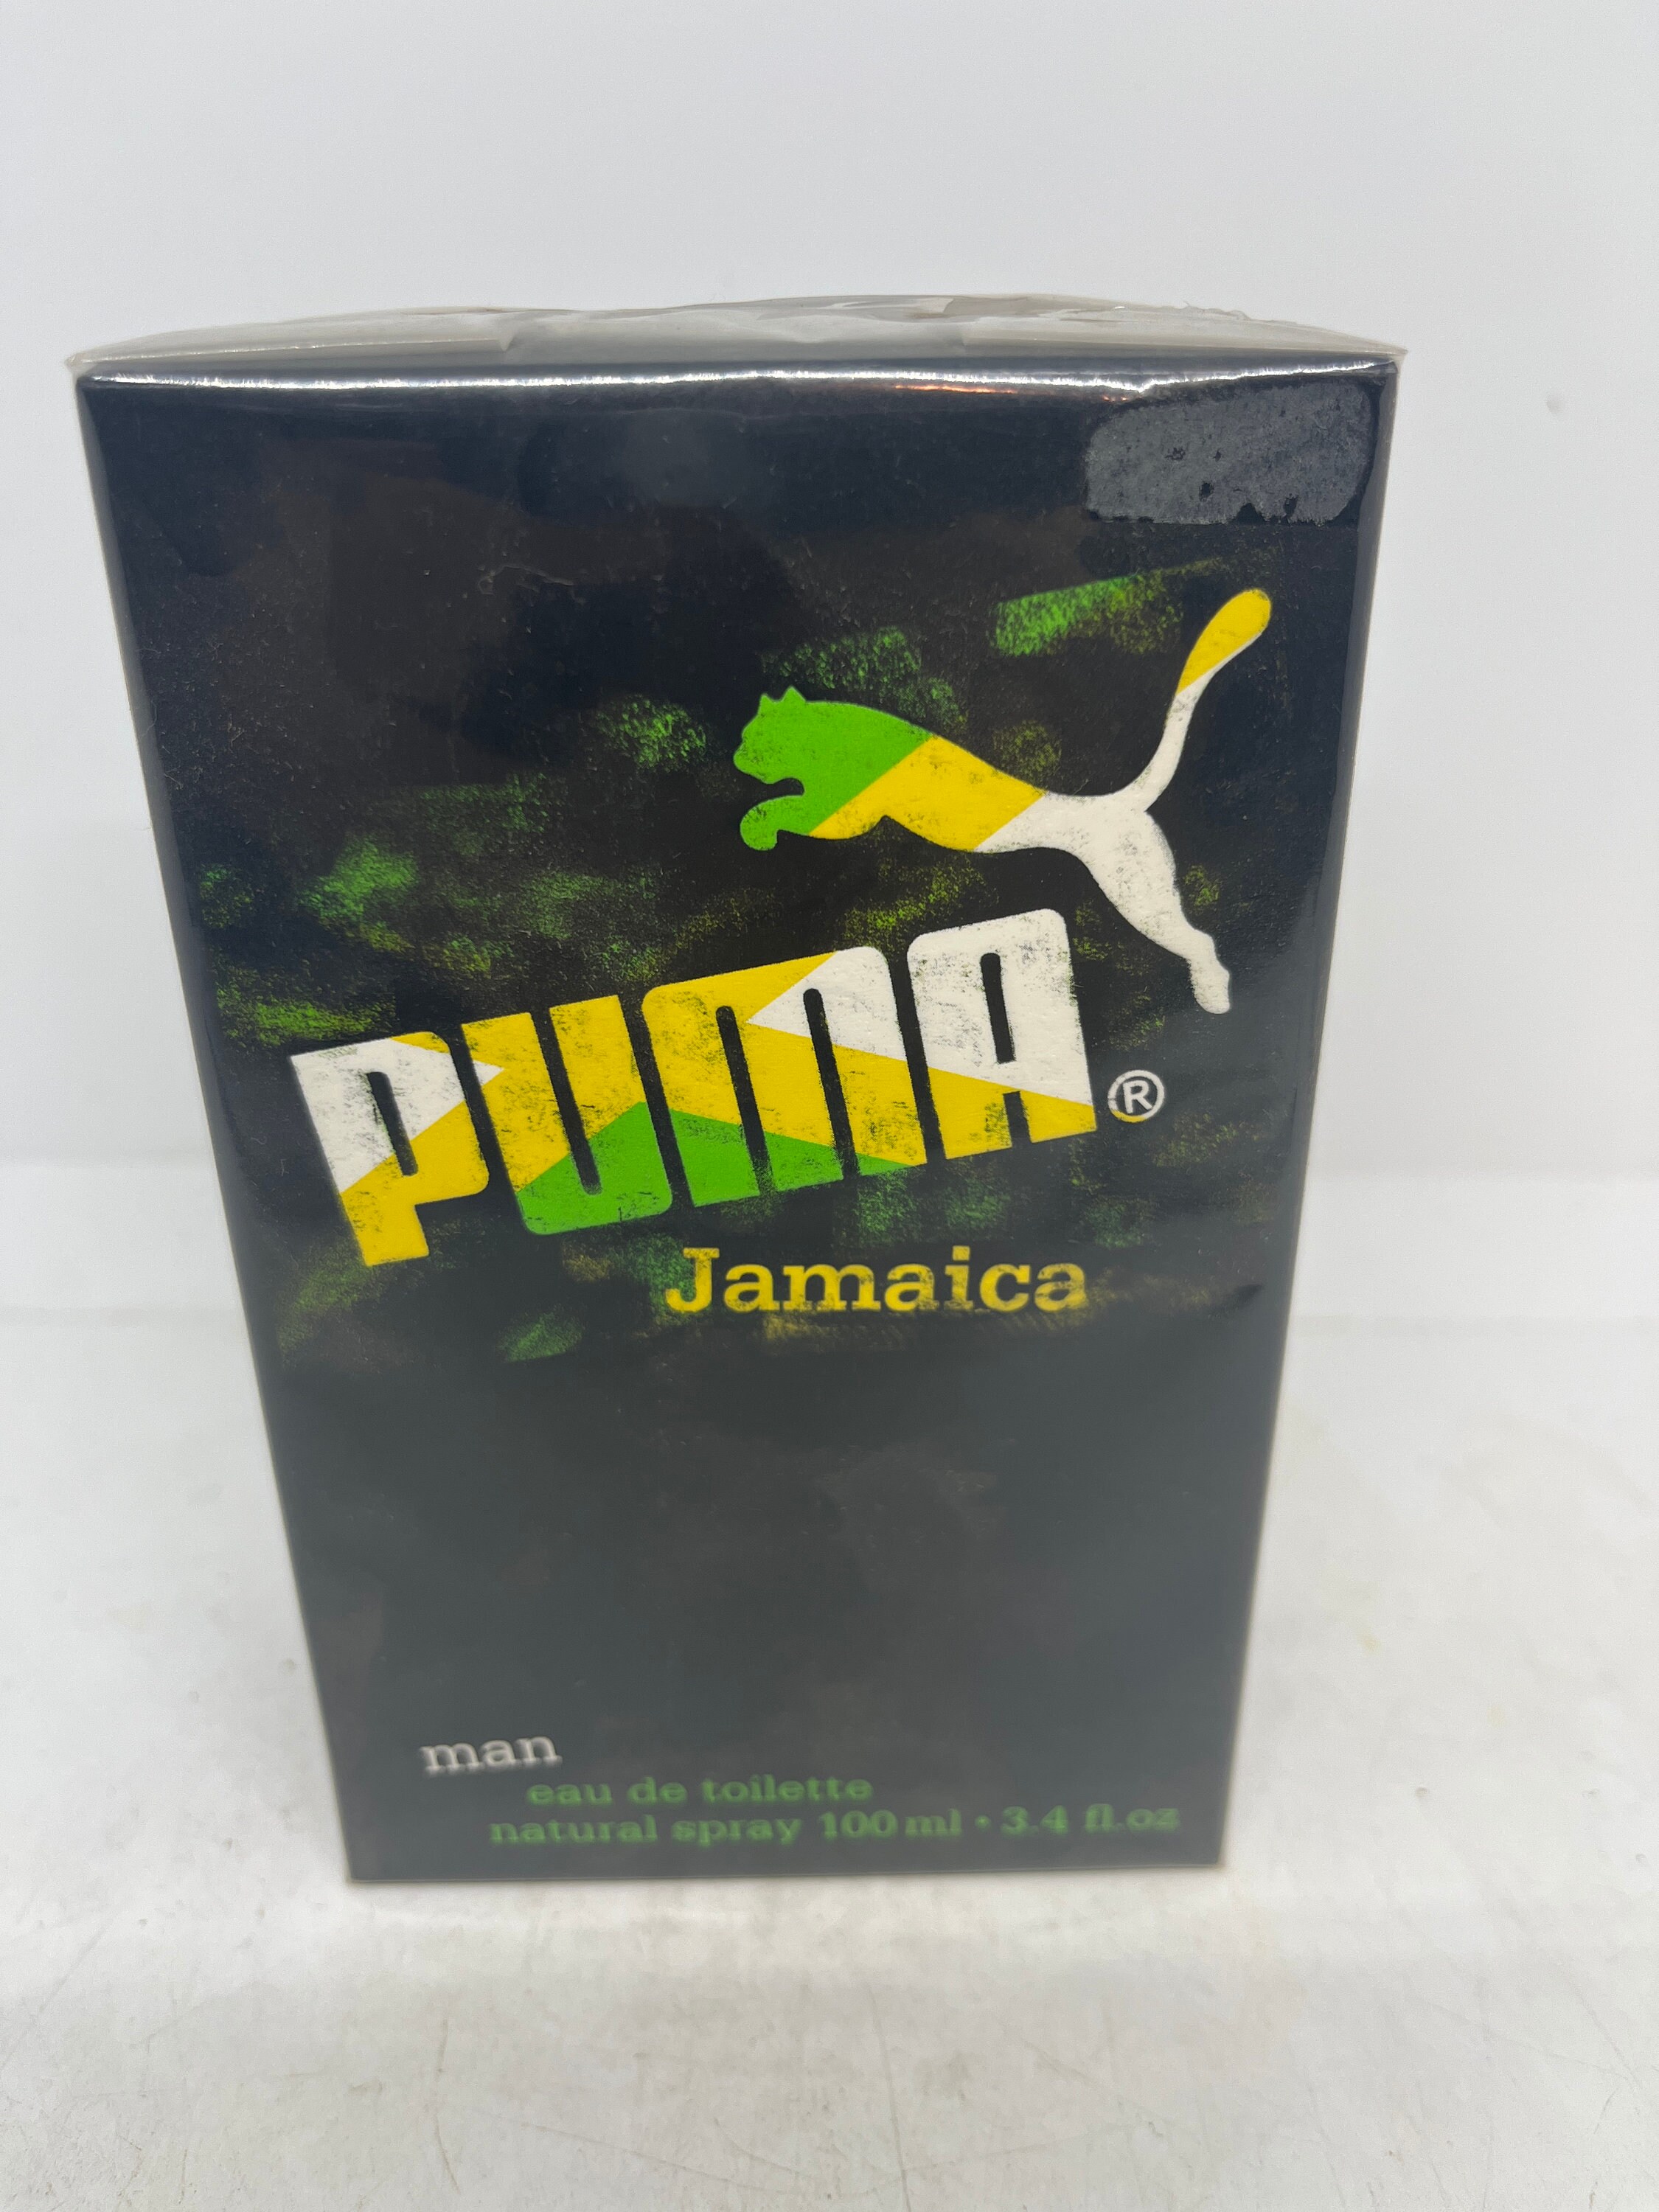 PUMA®
Jamaica
man
eau de toilette
natural spray 100 ml • 3.4 fl.oz